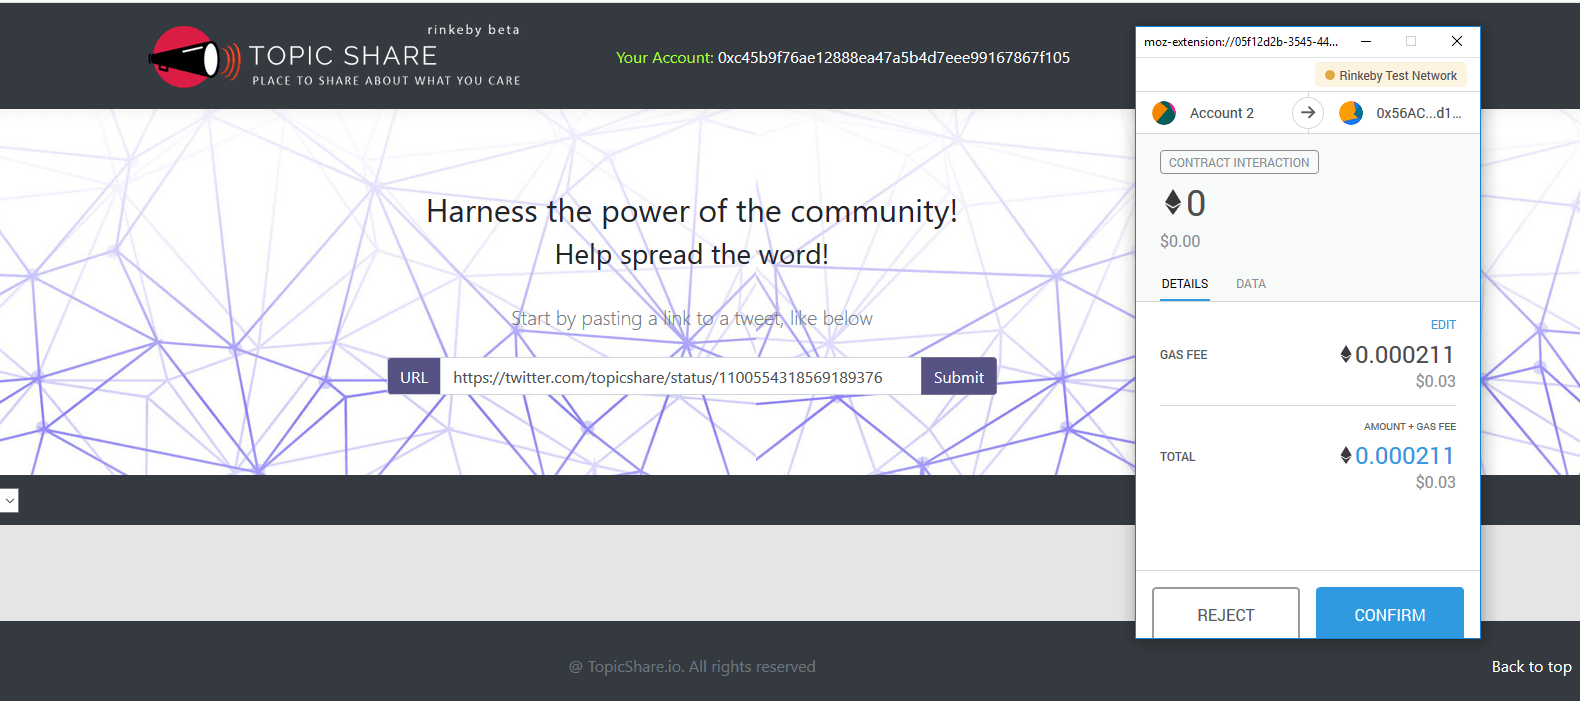 rinkeby beta
TOPIC SHARE
PLACE TO SHARE ABOUT WHAT YOU CARE
Your Account: 0xc45b9f76ae12888ea47a5b4d7eee99167867f105
Harness the power of the community!
Help spread the word!
Start by pasting a link to a tweet, like below
URL https://twitter.com/topicshare/status/1100554318569189376 Submit
@ TopicShare.io. All rights reserved
Back to top
moz-extension://05f12d2b-3545-44...
Rinkeby Test Network
Account 2 0x56AC...d1...
CONTRACT INTERACTION
0
$0.00
DETAILS DATA
EDIT
GAS FEE 0.000211
$0.03
AMOUNT + GAS FEE
TOTAL 0.000211
$0.03
REJECT CONFIRM